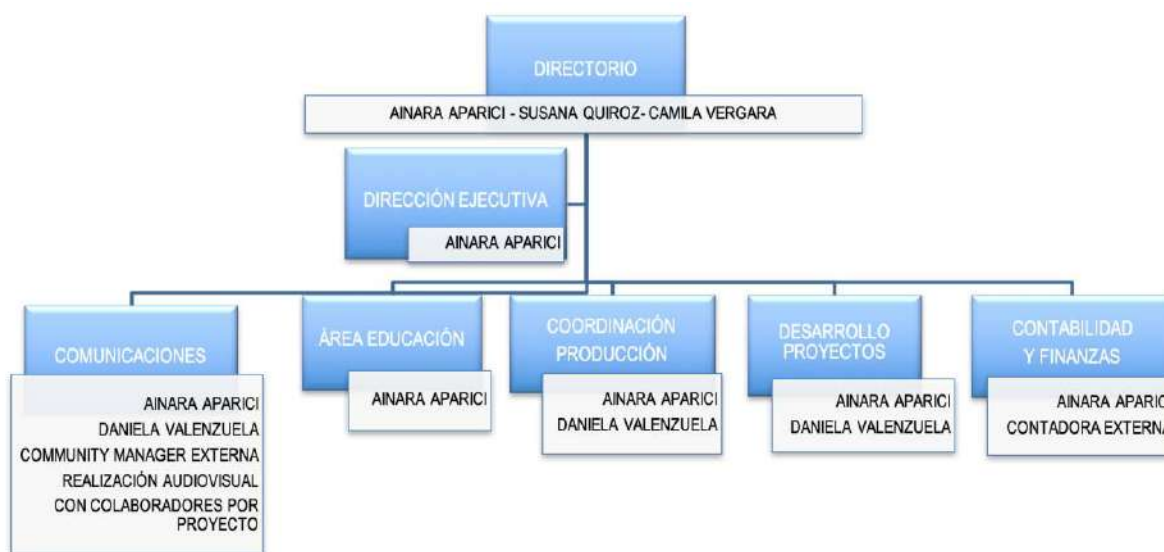 DIRECTORIO
AINARA APARICI - SUSANA QUIROZ- CAMILA VERGARA
DIRECCIÓN EJECUTIVA
AINARA APARICI
COMUNICACIONES
AINARA APARICI
DANIELA VALENZUELA
COMMUNITY MANAGER EXTERNA
REALIZACIÓN AUDIOVISUAL
CON COLABORADORES POR
PROYECTO
ÁREA EDUCACIÓN
AINARA APARICI
COORDINACIÓN
PRODUCCIÓN
AINARA APARICI
DANIELA VALENZUELA
DESARROLLO
PROYECTOS
AINARA APARICI
DANIELA VALENZUELA
CONTABILIDAD
Y FINANZAS
AINARA APARICI
CONTADORA EXTERNA